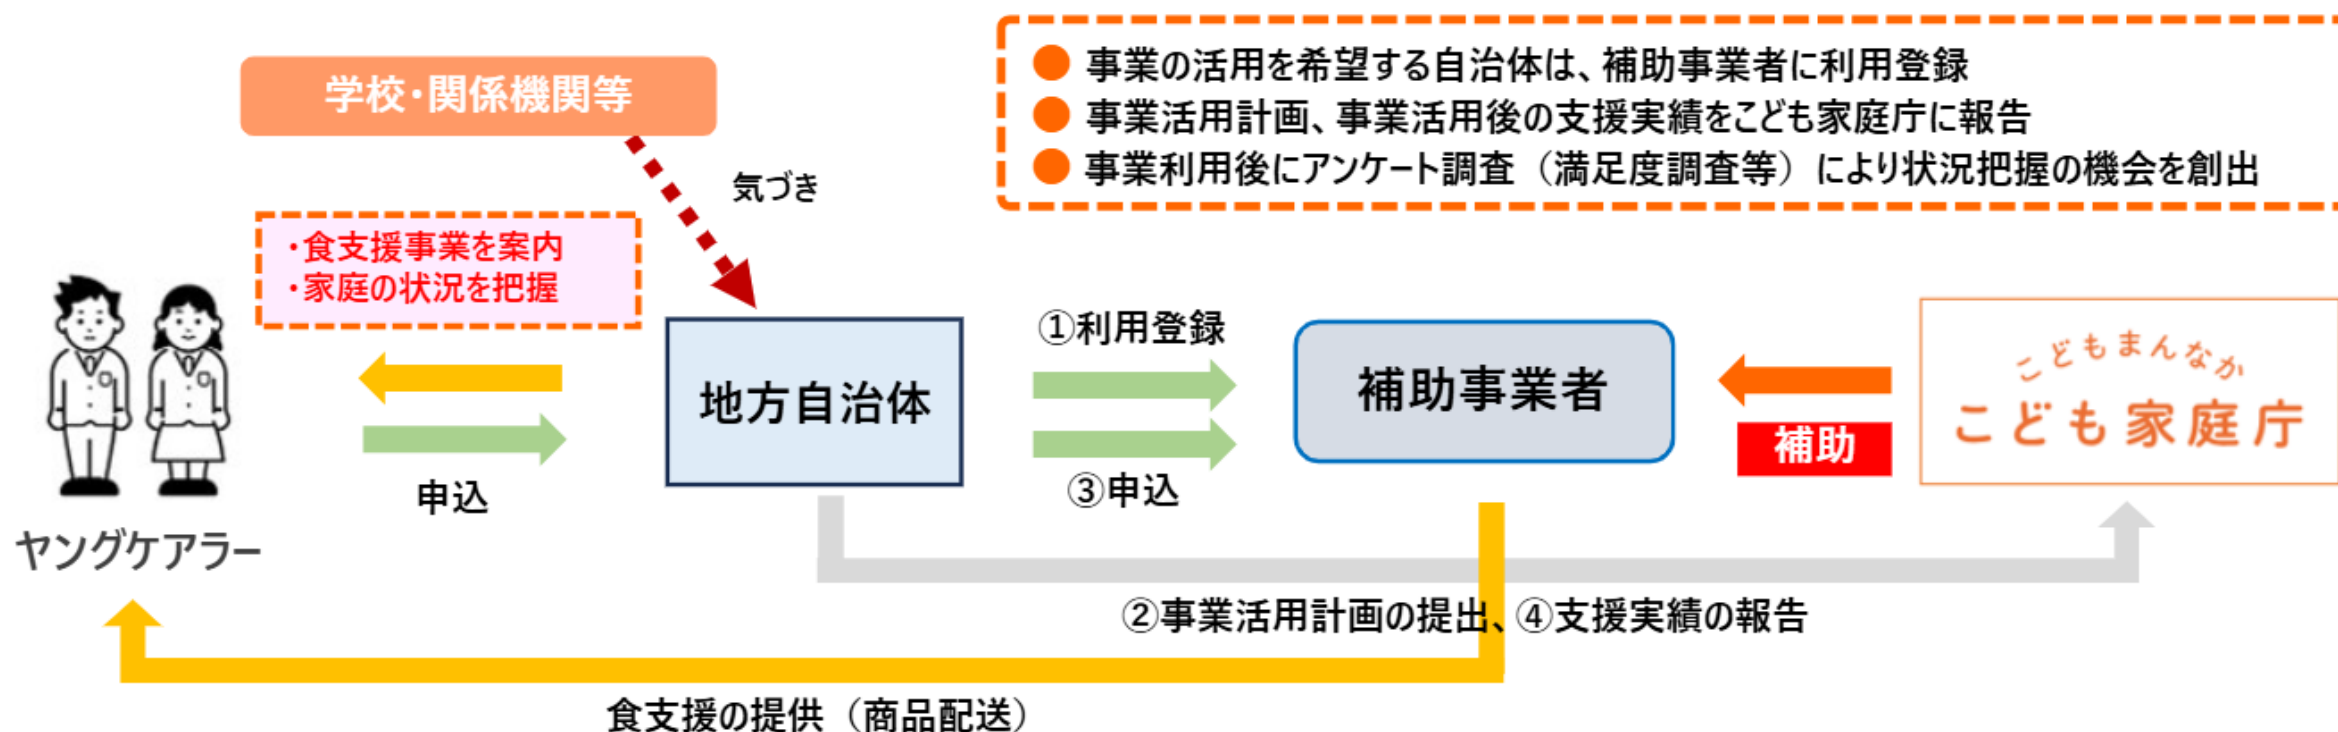 学校・関係機関等
● 事業の活用を希望する自治体は、補助事業者に利用登録
● 事業活用計画、事業活用後の支援実績をこども家庭庁に報告
● 事業利用後にアンケート調査（満足度調査等）により状況把握の機会を創出
気づき
・食支援事業を案内
・家庭の状況を把握
①利用登録
地方自治体
補助事業者
こどもまんなか
こども家庭庁
補助
申込
③申込
ヤングケアラー
②事業活用計画の提出、④支援実績の報告
食支援の提供（商品配送）